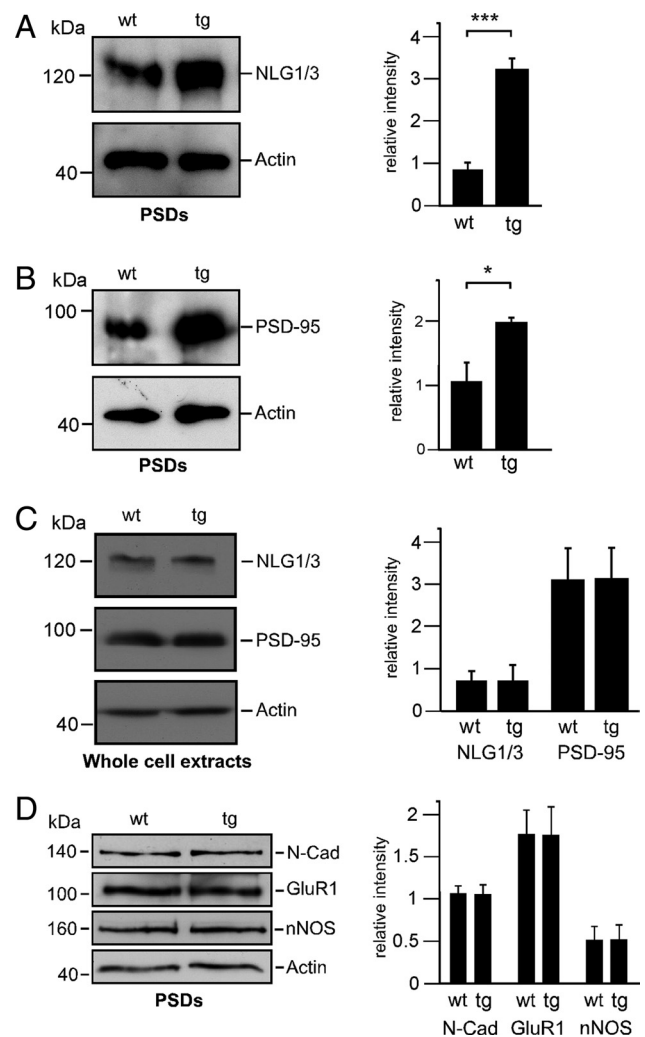 A
kDa
wt tg
120
NLG1/3
40
Actin
PSDs
relative intensity
4
3
2
1
0
***
wt tg
B
kDa
wt tg
100
PSD-95
40
Actin
PSDs
relative intensity
2
1
0
*
wt tg
C
kDa
wt tg
120
NLG1/3
100
PSD-95
40
Actin
Whole cell extracts
relative intensity
4
3
2
1
0
wt tg wt tg
NLG1/3 PSD-95
D
kDa
wt tg
140
N-Cad
100
GluR1
160
nNOS
40
Actin
PSDs
relative intensity
2
1.5
1
0.5
0
wt tg wt tg wt tg
N-Cad GluR1 nNOS